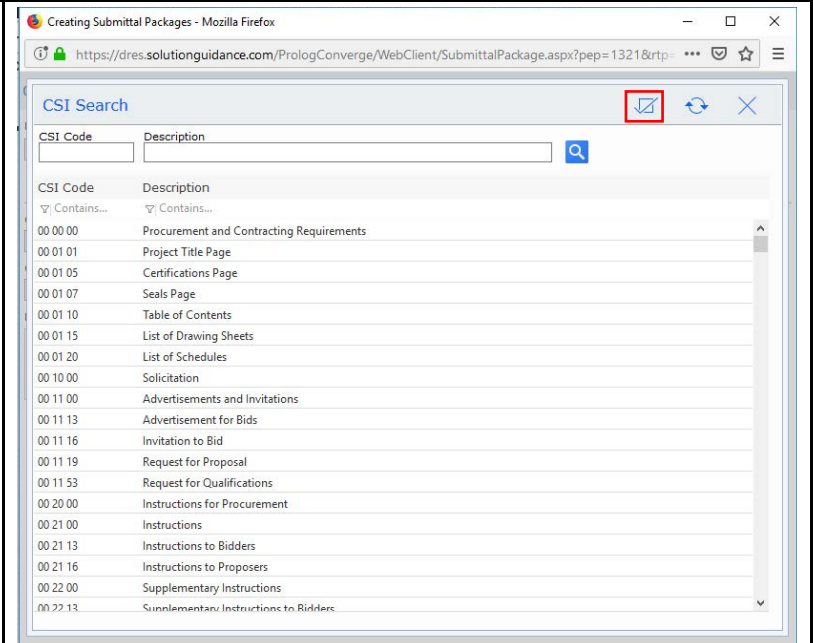 Creating Submittal Packages - Mozilla Firefox
https://dres.solutionguidance.com/PrologConverge/WebClient/SubmittalPackage.aspx?pep=1321&rtp=
CSI Search
CSI Code Description
CSI Code Description
Contains... Contains...
00 00 00 Procurement and Contracting Requirements
00 01 01 Project Title Page
00 01 05 Certifications Page
00 01 07 Seals Page
00 01 10 Table of Contents
00 01 15 List of Drawing Sheets
00 01 20 List of Schedules
00 10 00 Solicitation
00 11 00 Advertisements and Invitations
00 11 13 Advertisement for Bids
00 11 16 Invitation to Bid
00 11 19 Request for Proposal
00 11 53 Request for Qualifications
00 20 00 Instructions for Procurement
00 21 00 Instructions
00 21 13 Instructions to Bidders
00 21 16 Instructions to Proposers
00 22 00 Supplementary Instructions
00 22 13 Supplementary Instructions to Bidders